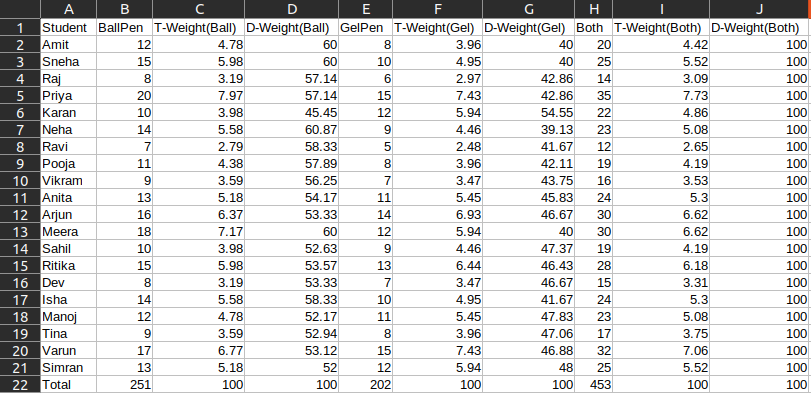 A B C D E F G H I J
1 Student BallPen T-Weight(Ball) D-Weight(Ball) GelPen T-Weight(Gel) D-Weight(Gel) Both T-Weight(Both) D-Weight(Both)
2 Amit 12 4.78 60 8 3.96 40 20 4.42 100
3 Sneha 15 5.98 60 10 4.95 40 25 5.52 100
4 Raj 8 3.19 57.14 6 2.97 42.86 14 3.09 100
5 Priya 20 7.97 57.14 15 7.43 42.86 35 7.73 100
6 Karan 10 3.98 45.45 12 5.94 54.55 22 4.86 100
7 Neha 14 5.58 60.87 9 4.46 39.13 23 5.08 100
8 Ravi 7 2.79 58.33 5 2.48 41.67 12 2.65 100
9 Pooja 11 4.38 57.89 8 3.96 42.11 19 4.19 100
10 Vikram 9 3.59 56.25 7 3.47 43.75 16 3.53 100
11 Anita 13 5.18 54.17 11 5.45 45.83 24 5.3 100
12 Arjun 16 6.37 53.33 14 6.93 46.67 30 6.62 100
13 Meera 18 7.17 60 12 5.94 40 30 6.62 100
14 Sahil 10 3.98 52.63 9 4.46 47.37 19 4.19 100
15 Ritika 15 5.98 53.57 13 6.44 46.43 28 6.18 100
16 Dev 8 3.19 53.33 7 3.47 46.67 15 3.31 100
17 Isha 14 5.58 58.33 10 4.95 41.67 24 5.3 100
18 Manoj 12 4.78 52.17 11 5.45 47.83 23 5.08 100
19 Tina 9 3.59 52.94 8 3.96 47.06 17 3.75 100
20 Varun 17 6.77 53.12 15 7.43 46.88 32 7.06 100
21 Simran 13 5.18 52 12 5.94 48 25 5.52 100
22 Total 251 100 100 202 100 100 453 100 100